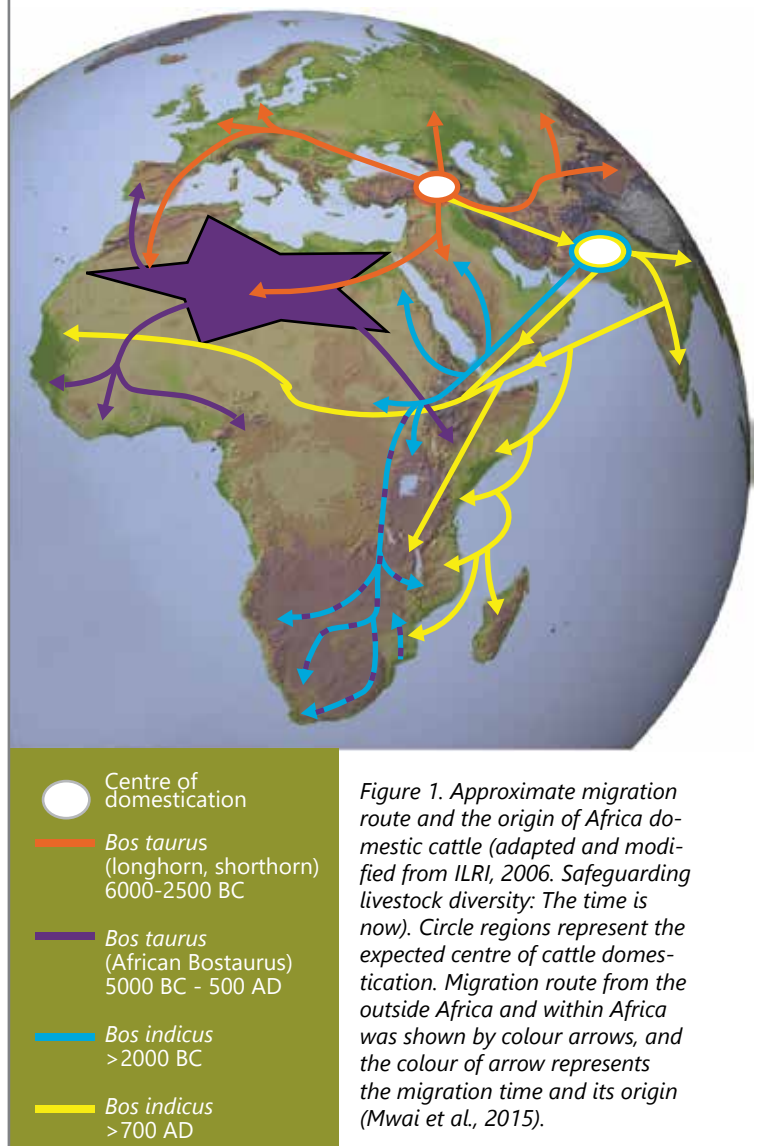 Centre of
domestication
Bos taurus
(longhorn, shorthorn)
6000-2500 BC
Bos taurus
(African Bostaurus)
5000 BC - 500 AD
Bos indicus
>2000 BC
Bos indicus
>700 AD
Figure 1. Approximate migration
route and the origin of Africa do-
mestic cattle (adapted and modi-
fied from ILRI, 2006. Safeguarding
livestock diversity: The time is
now). Circle regions represent the
expected centre of cattle domes-
tication. Migration route from the
outside Africa and within Africa
was shown by colour arrows, and
the colour of arrow represents
the migration time and its origin
(Mwai et al., 2015).